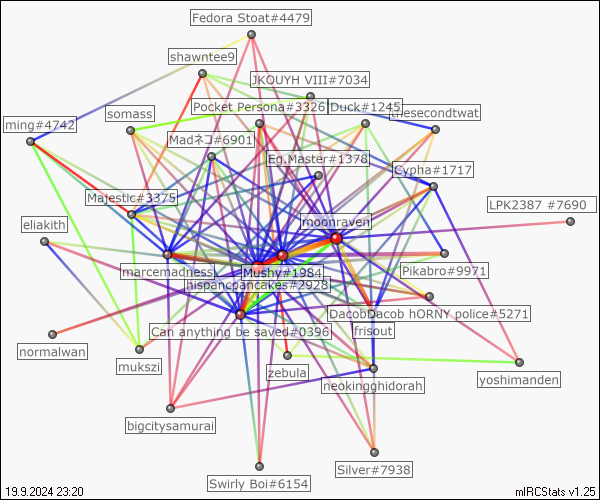 Fedora Stoat#4479
shawntee9
JKOUYH VIII#7034
Pocket Persona#3326
Duck#1245
thesecondtwat
somass
ming#4742
Madネコ#6901
Eg.Master#1378
Cypha#1717
Majestic#3375
LPK2387 #7690
eliakith
moonraven
marcemadness
Mushy#1984
Pikabro#9971
hispancpancakes#2928
DacobDacob hORNY police#5271
Can anything be saved#0396
frisout
normalwan
mukszi
zebula
neokingghidorah
yoshimanden
bigcitysamurai
Silver#7938
Swirly Boi#6154
19.9.2024 23:20
mIRCStats v1.25